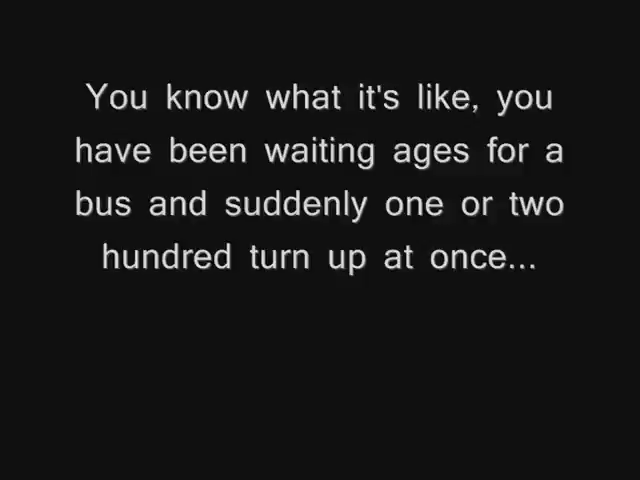 You know what it's like, you
have been waiting ages for a
bus and suddenly one or two
hundred turn up at once...